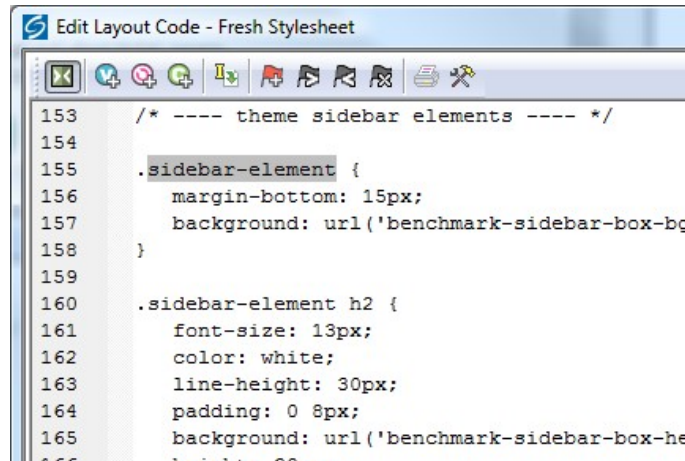 Edit Layout Code - Fresh Stylesheet
153 /* ---- theme sidebar elements ---- */
154
155 .sidebar-element {
156 margin-bottom: 15px;
157 background: url('benchmark-sidebar-box-bg
158 }
159
160 .sidebar-element h2 {
161 font-size: 13px;
162 color: white;
163 line-height: 30px;
164 padding: 0 8px;
165 background: url('benchmark-sidebar-box-he